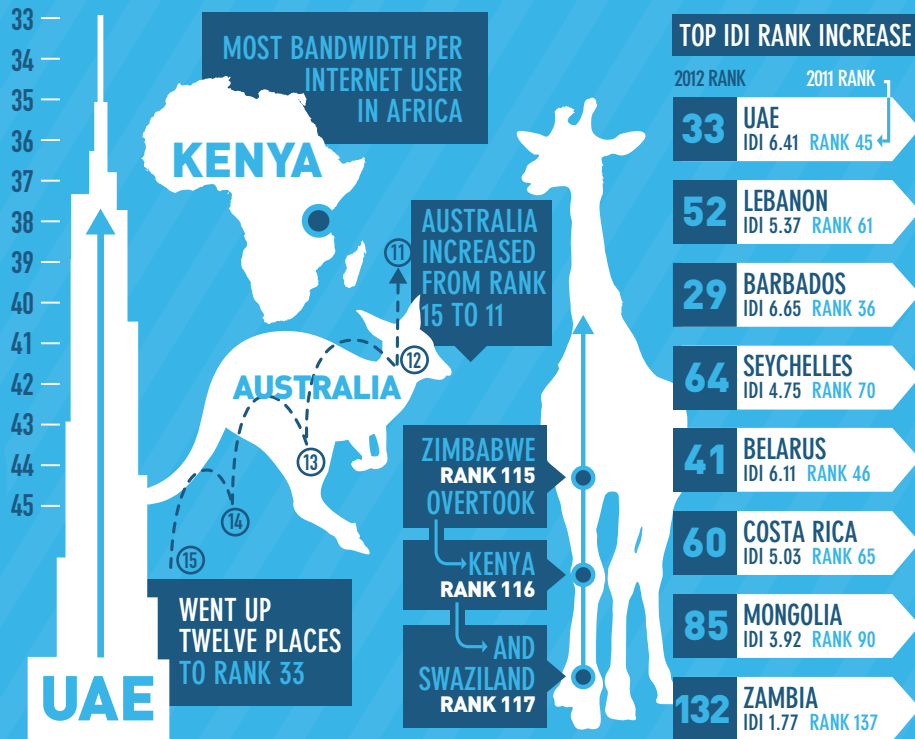 33
34
35
36
37
38
39
40
41
42
43
44
45
UAE
WENT UP
TWELVE PLACES
TO RANK 33
MOST BANDWIDTH PER
INTERNET USER
IN AFRICA
KENYA
AUSTRALIA
INCREASED
FROM RANK
15 TO 11
AUSTRALIA
11
12
13
14
15
ZIMBABWE
RANK 115
OVERTOOK
KENYA
RANK 116
AND
SWAZILAND
RANK 117
TOP IDI RANK INCREASE
2012 RANK 2011 RANK
33 UAE
IDI 6.41 RANK 45
52 LEBANON
IDI 5.37 RANK 61
29 BARBADOS
IDI 6.65 RANK 36
64 SEYCHELLES
IDI 4.75 RANK 70
41 BELARUS
IDI 6.11 RANK 46
60 COSTA RICA
IDI 5.03 RANK 65
85 MONGOLIA
IDI 3.92 RANK 90
132 ZAMBIA
IDI 1.77 RANK 137